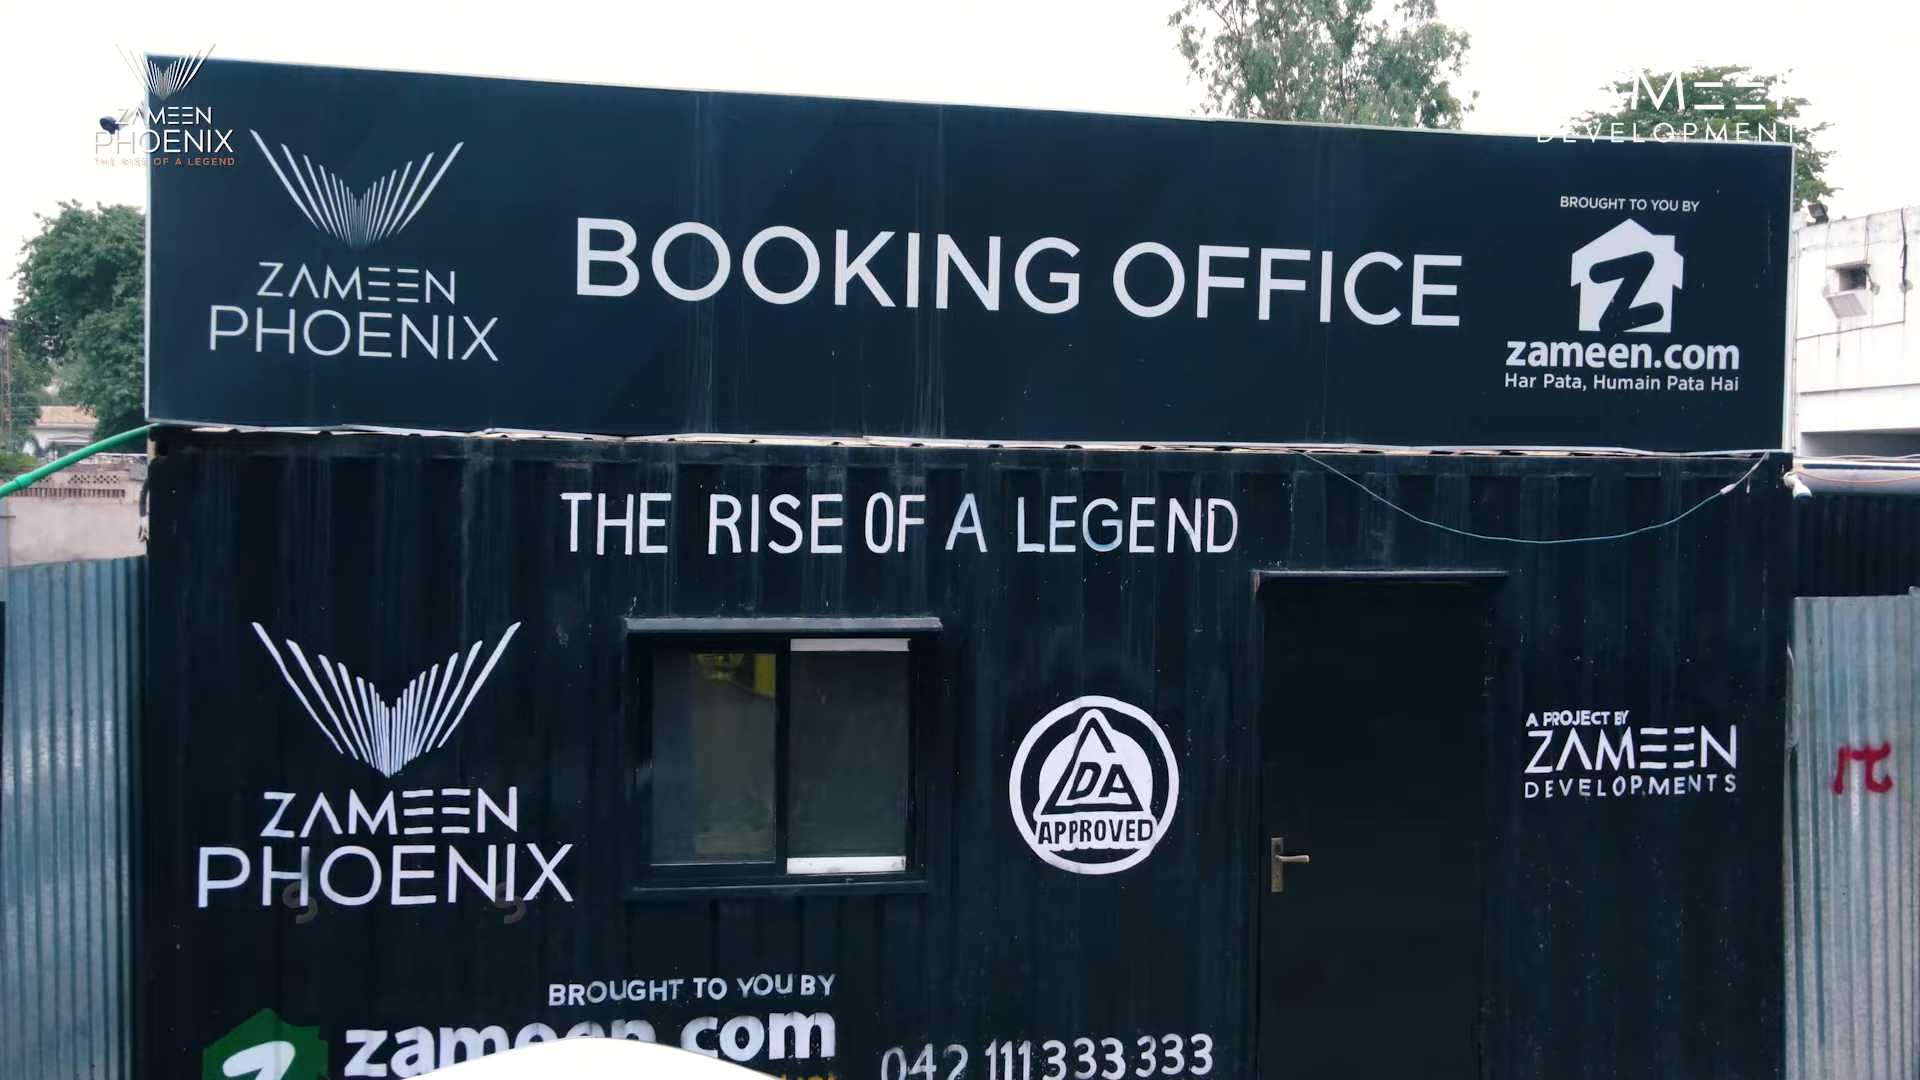 ZAMEEN
PHOENIX
THE RISE OF A LEGEND
DEVELOPMENTS
ZAMEEN
PHOENIX
BOOKING OFFICE
BROUGHT TO YOU BY
zameen.com
Har Pata, Humain Pata Hai
THE RISE OF A LEGEND
ZAMEEN
PHOENIX
LDA
APPROVED
A PROJECT BY
ZAMEEN
DEVELOPMENTS
BROUGHT TO YOU BY
zameen.com
042 111 333 333